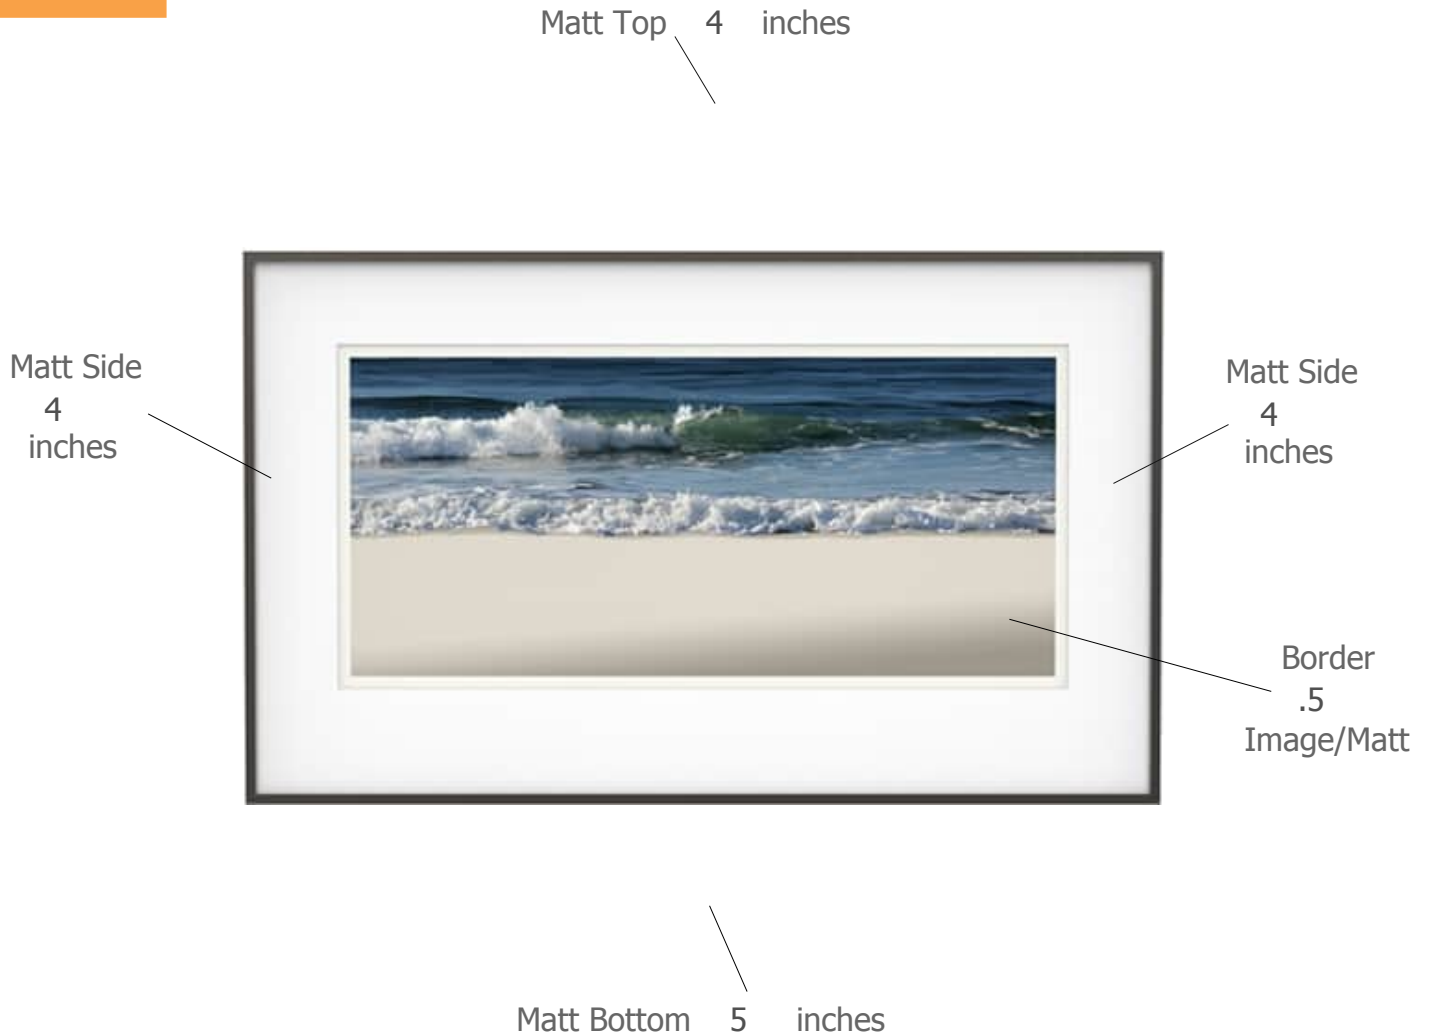 Matt Top 4 inches
Matt Side
4
inches
Matt Side
4
inches
Border
.5
Image/Matt
Matt Bottom 5 inches